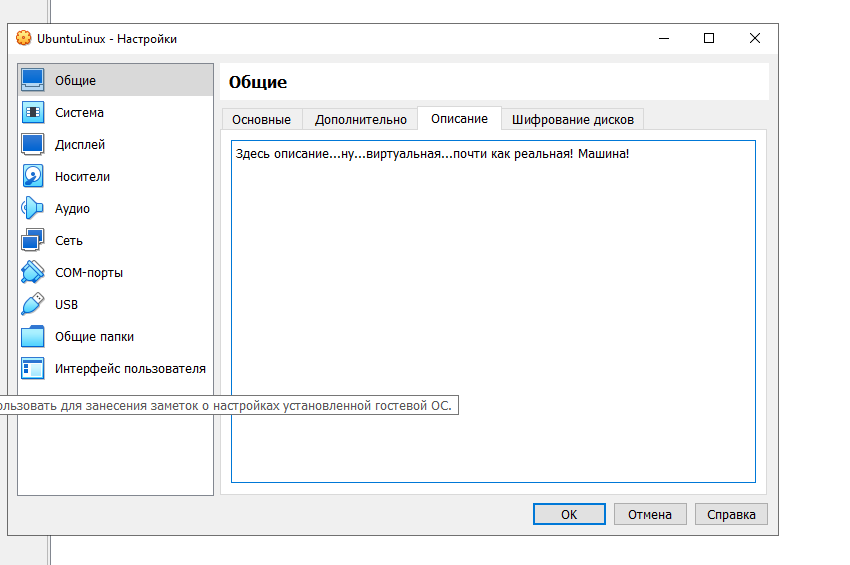 UbuntuLinux - Настройки
Общие
Система
Дисплей
Носители
Аудио
Сеть
COM-порты
USB
Общие папки
Интерфейс пользователя
Общие
Основные
Дополнительно
Описание
Шифрование дисков
Здесь описание...ну...виртуальная...почти как реальная! Машина!
для занесения заметок о настройках установленной гостевой ОС.
ОК
Отмена
Справка